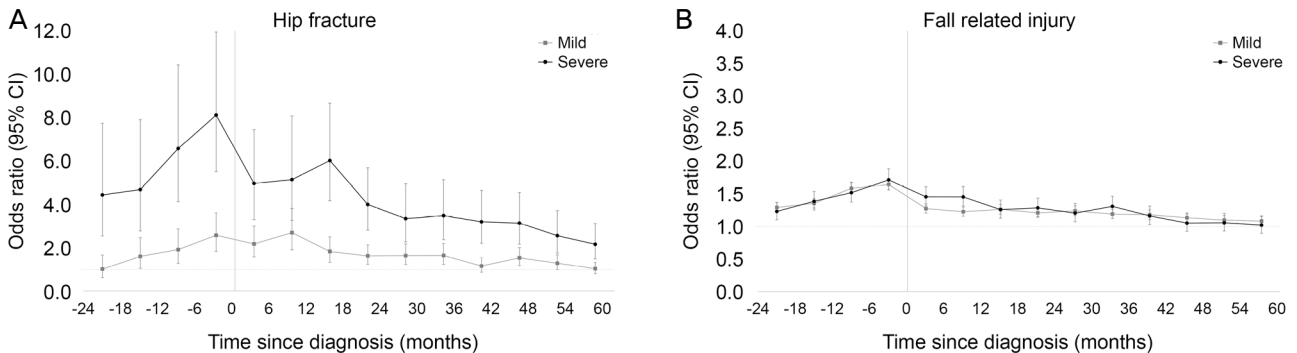 A
Hip fracture
12.0
10.0
8.0
6.0
4.0
2.0
0.0
Odds ratio (95% CI)
Mild
Severe
-24 -18 -12 -6 0 6 12 18 24 30 36 42 48 54 60
Time since diagnosis (months)
B
Fall related injury
4.0
3.5
3.0
2.5
2.0
1.5
1.0
0.5
0.0
Odds ratio (95% CI)
Mild
Severe
-24 -18 -12 -6 0 6 12 18 24 30 36 42 48 54 60
Time since diagnosis (months)